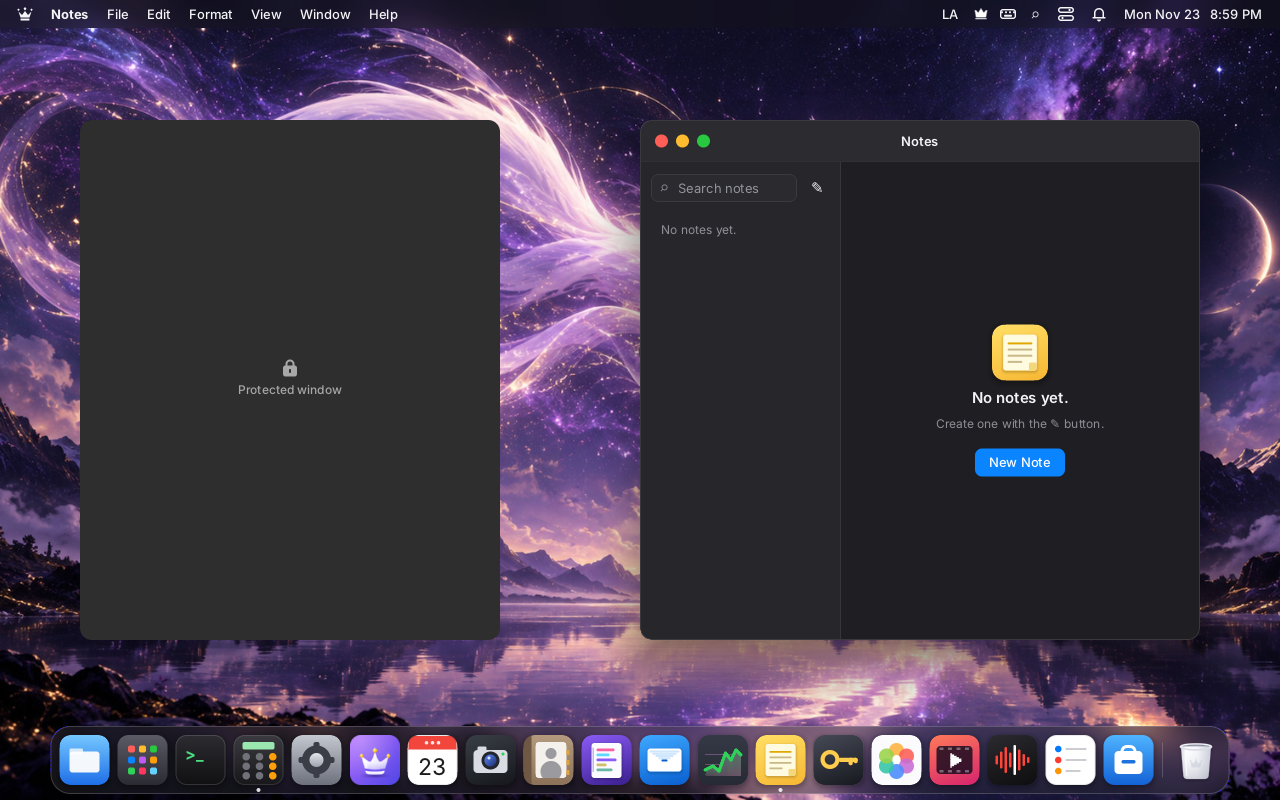 Notes File Edit Format View Window Help
LA Mon Nov 23 8:59 PM
Protected window
Notes
Search notes
No notes yet.
No notes yet.
Create one with the ✎ button.
New Note
>_
23